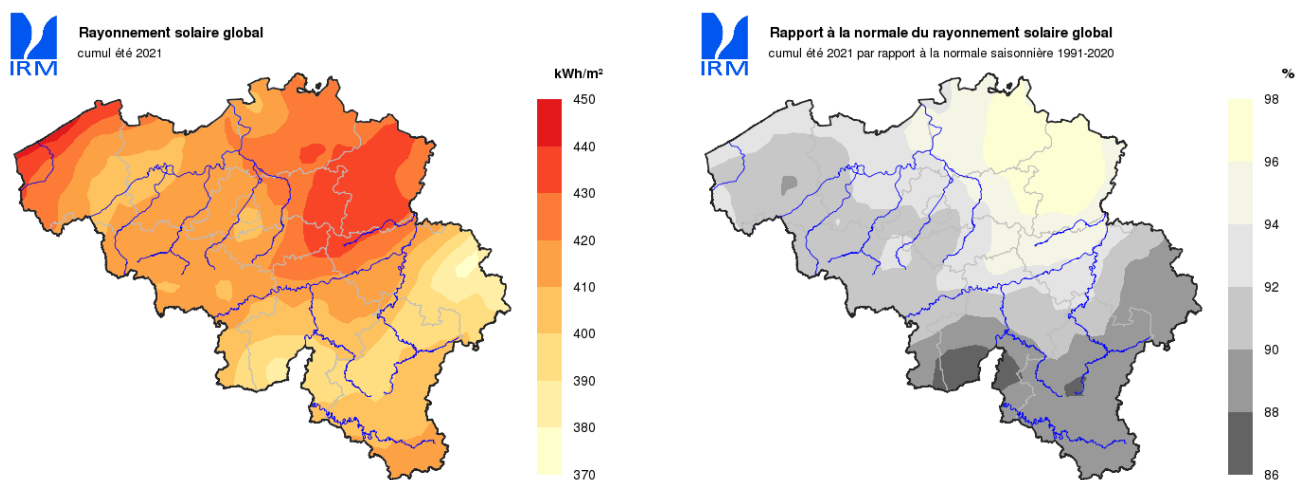 IRM
Rayonnement solaire global
cumul été 2021
kWh/m²
450
440
430
420
410
400
390
380
370
IRM
Rapport à la normale du rayonnement solaire global
cumul été 2021 par rapport à la normale saisonnière 1991-2020
%
98
96
94
92
90
88
86